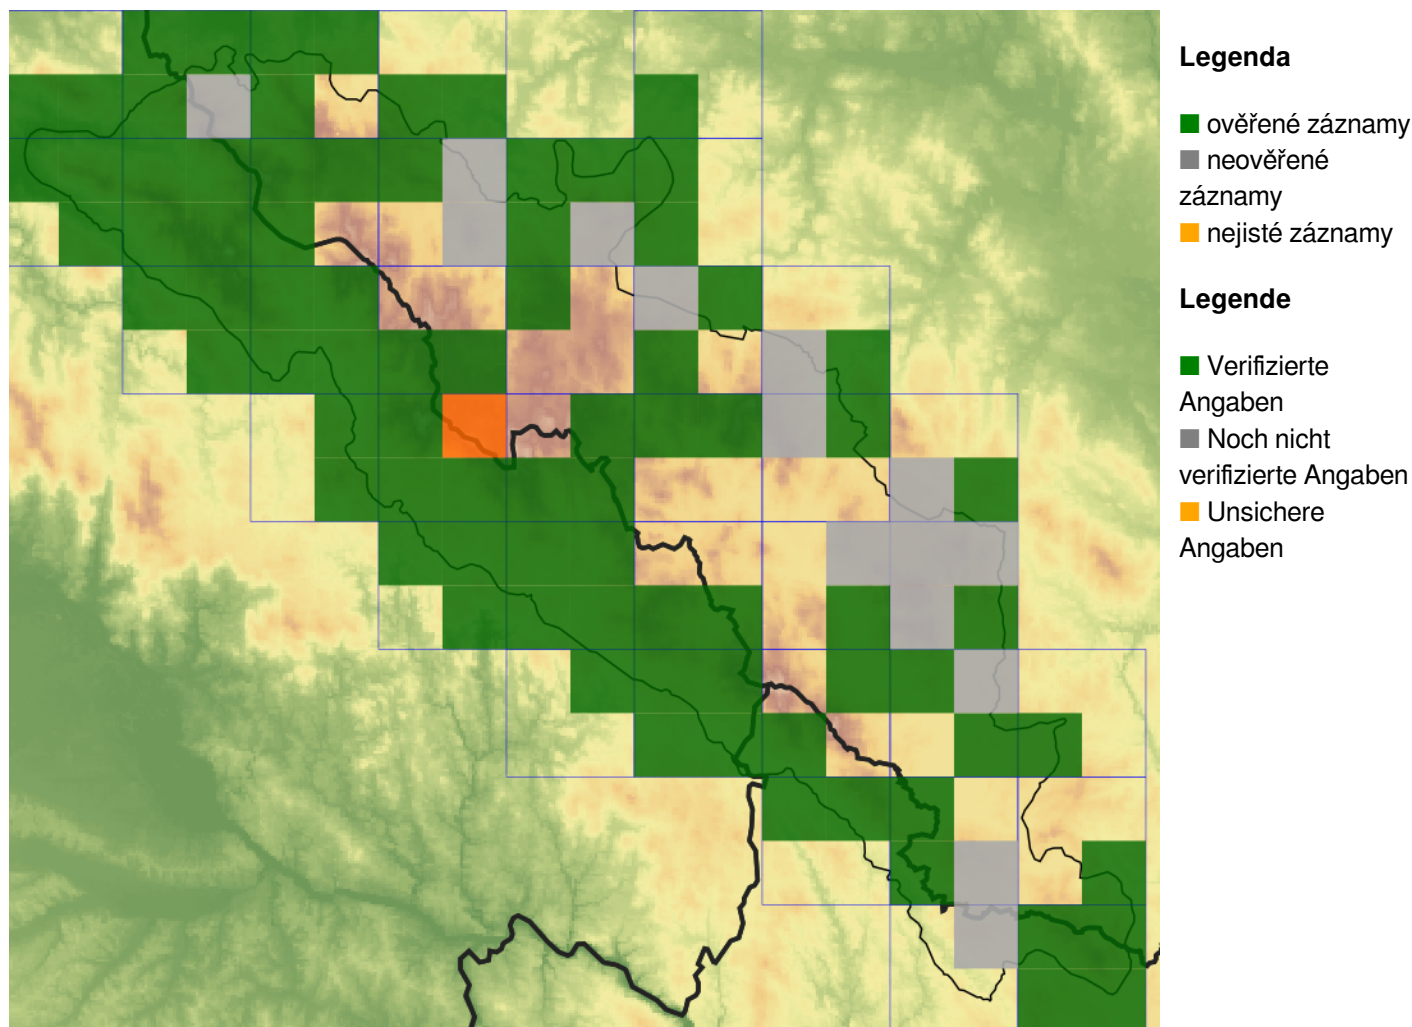 Legenda
ověřené záznamy
neověřené
záznamy
nejisté záznamy
Legende
Verifizierte
Angaben
Noch nicht
verifizierte Angaben
Unsichere
Angaben